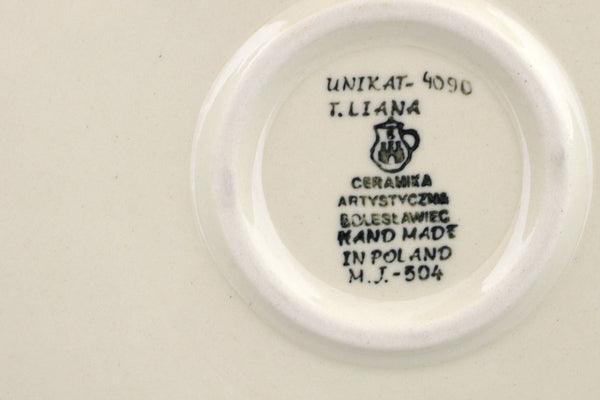 UNIKAT- 4090
T. LIANA
CERAMIKA
ARTYSTYCZNA
BOLESŁAWIEC
HAND MADE
IN POLAND
M.J.-504